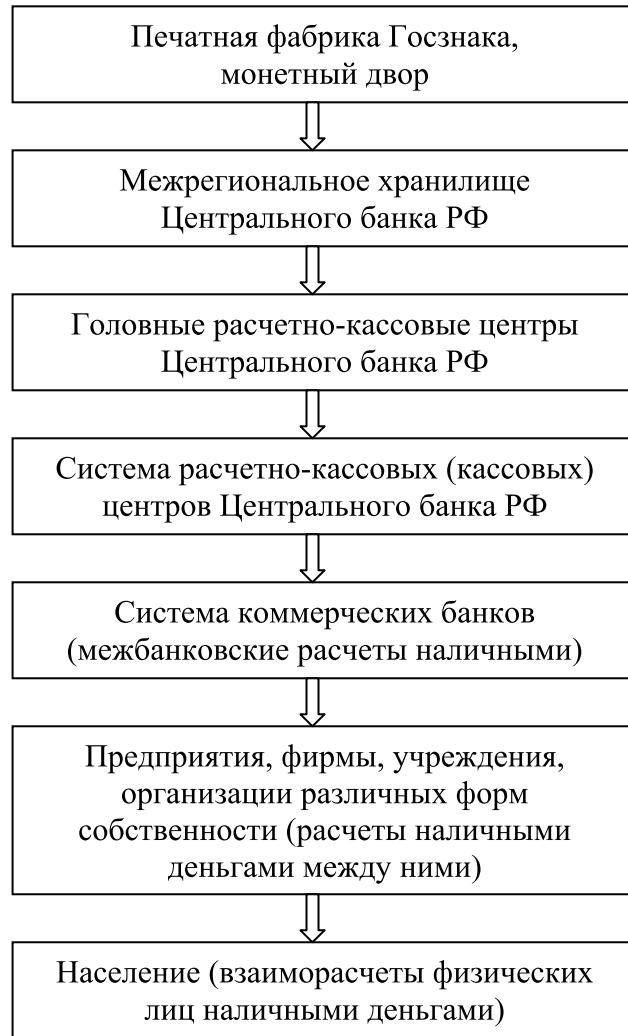 Печатная фабрика Госзнака,
монетный двор
Межрегиональное хранилище
Центрального банка РФ
Головные расчетно-кассовые центры
Центрального банка РФ
Система расчетно-кассовых (кассовых)
центров Центрального банка РФ
Система коммерческих банков
(межбанковские расчеты наличными)
Предприятия, фирмы, учреждения,
организации различных форм
собственности (расчеты наличными
деньгами между ними)
Население (взаиморасчеты физических
лиц наличными деньгами)